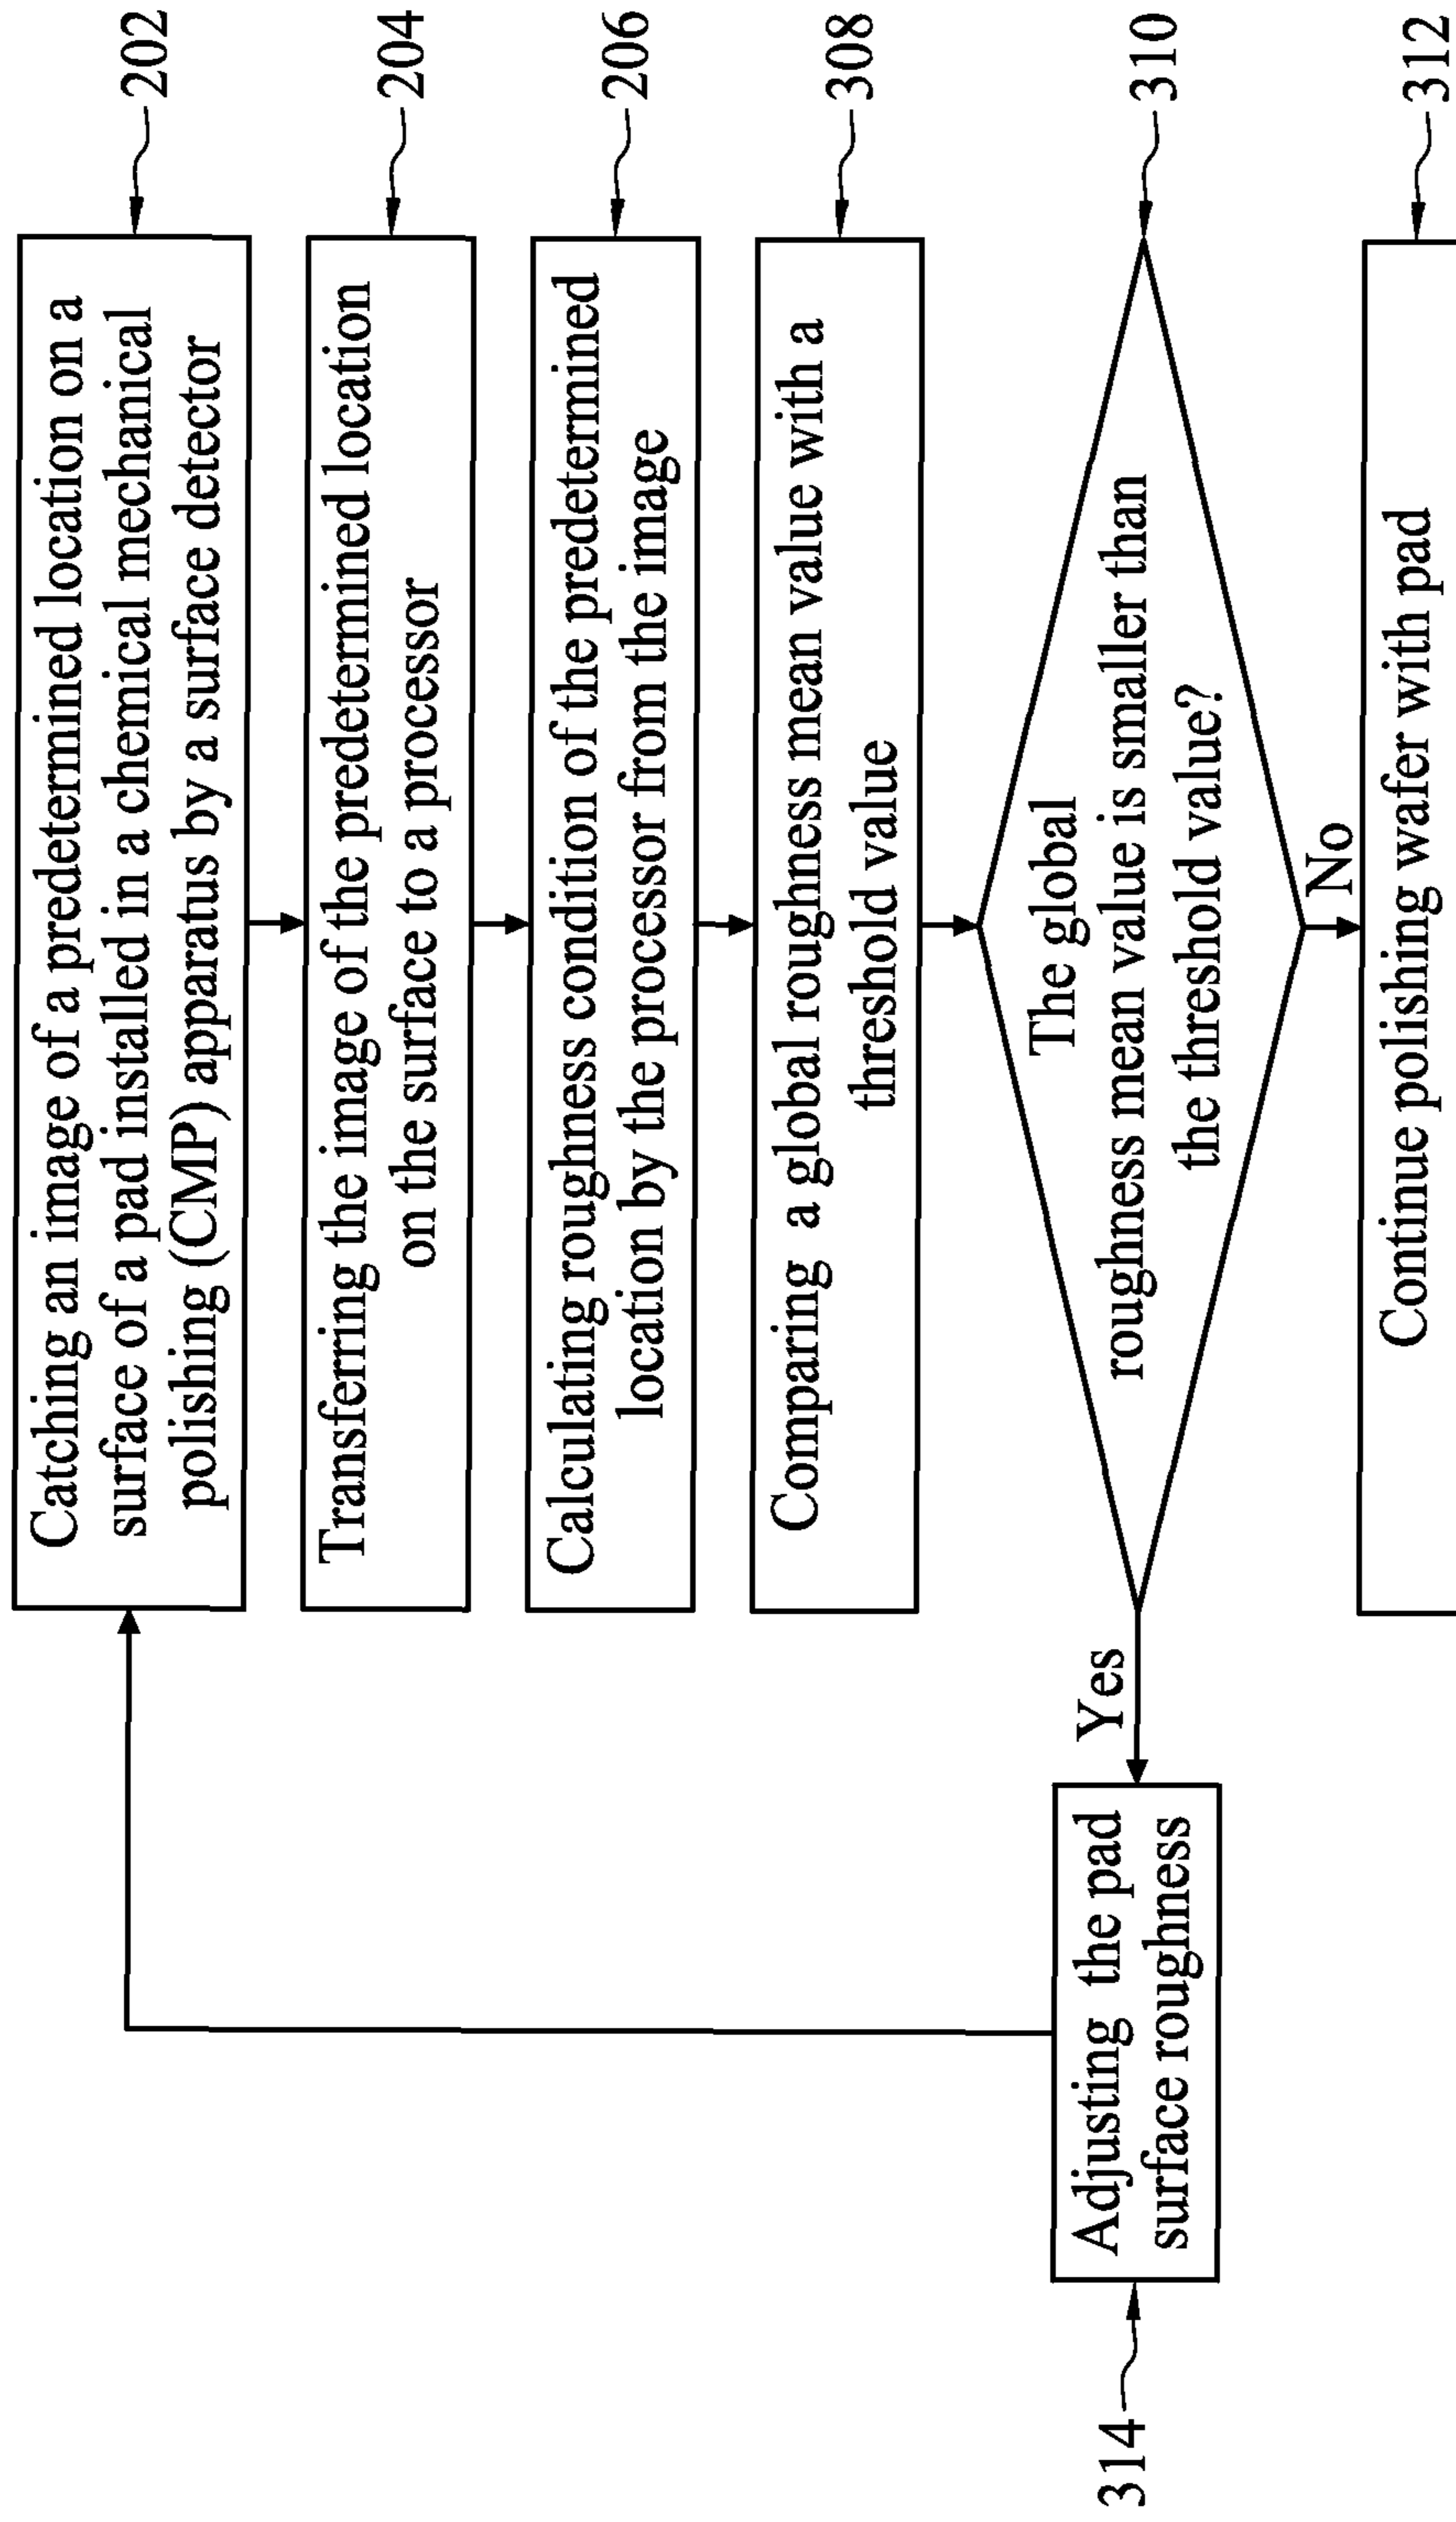 Catching an image of a predetermined location on a
surface of a pad installed in a chemical mechanical
polishing (CMP) apparatus by a surface detector
202
Transferring the image of the predetermined location
on the surface to a processor
204
Calculating roughness condition of the predetermined
location by the processor from the image
206
Comparing a global roughness mean value with a
threshold value
308
The global
roughness mean value is smaller than
the threshold value?
310
Yes
No
314
Adjusting the pad
surface roughness
Continue polishing wafer with pad
312